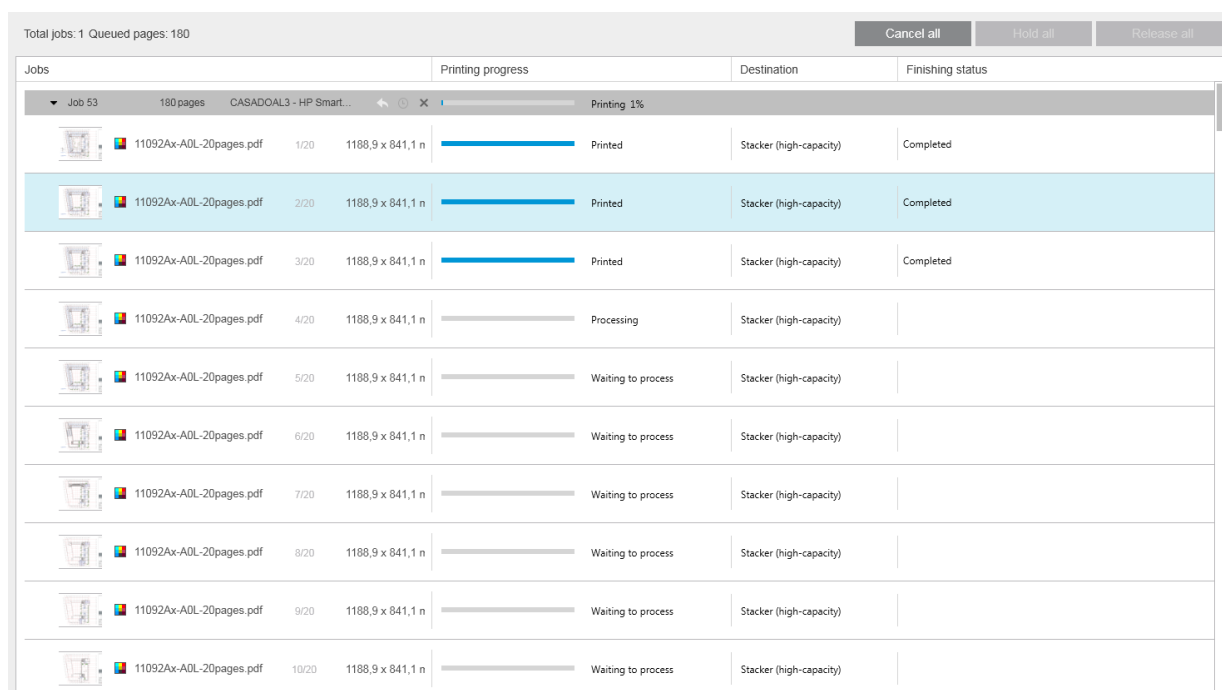 Total jobs: 1 Queued pages: 180 Cancel all Hold all Release all
Jobs Printing progress Destination Finishing status
Job 53 180 pages CASADOAL3 - HP Smart... Printing 1%
11092Ax-A0L-20pages.pdf 1/20 1188,9 x 841,1 n Printed Stacker (high-capacity) Completed
11092Ax-A0L-20pages.pdf 2/20 1188,9 x 841,1 n Printed Stacker (high-capacity) Completed
11092Ax-A0L-20pages.pdf 3/20 1188,9 x 841,1 n Printed Stacker (high-capacity) Completed
11092Ax-A0L-20pages.pdf 4/20 1188,9 x 841,1 n Processing Stacker (high-capacity)
11092Ax-A0L-20pages.pdf 5/20 1188,9 x 841,1 n Waiting to process Stacker (high-capacity)
11092Ax-A0L-20pages.pdf 6/20 1188,9 x 841,1 n Waiting to process Stacker (high-capacity)
11092Ax-A0L-20pages.pdf 7/20 1188,9 x 841,1 n Waiting to process Stacker (high-capacity)
11092Ax-A0L-20pages.pdf 8/20 1188,9 x 841,1 n Waiting to process Stacker (high-capacity)
11092Ax-A0L-20pages.pdf 9/20 1188,9 x 841,1 n Waiting to process Stacker (high-capacity)
11092Ax-A0L-20pages.pdf 10/20 1188,9 x 841,1 n Waiting to process Stacker (high-capacity)